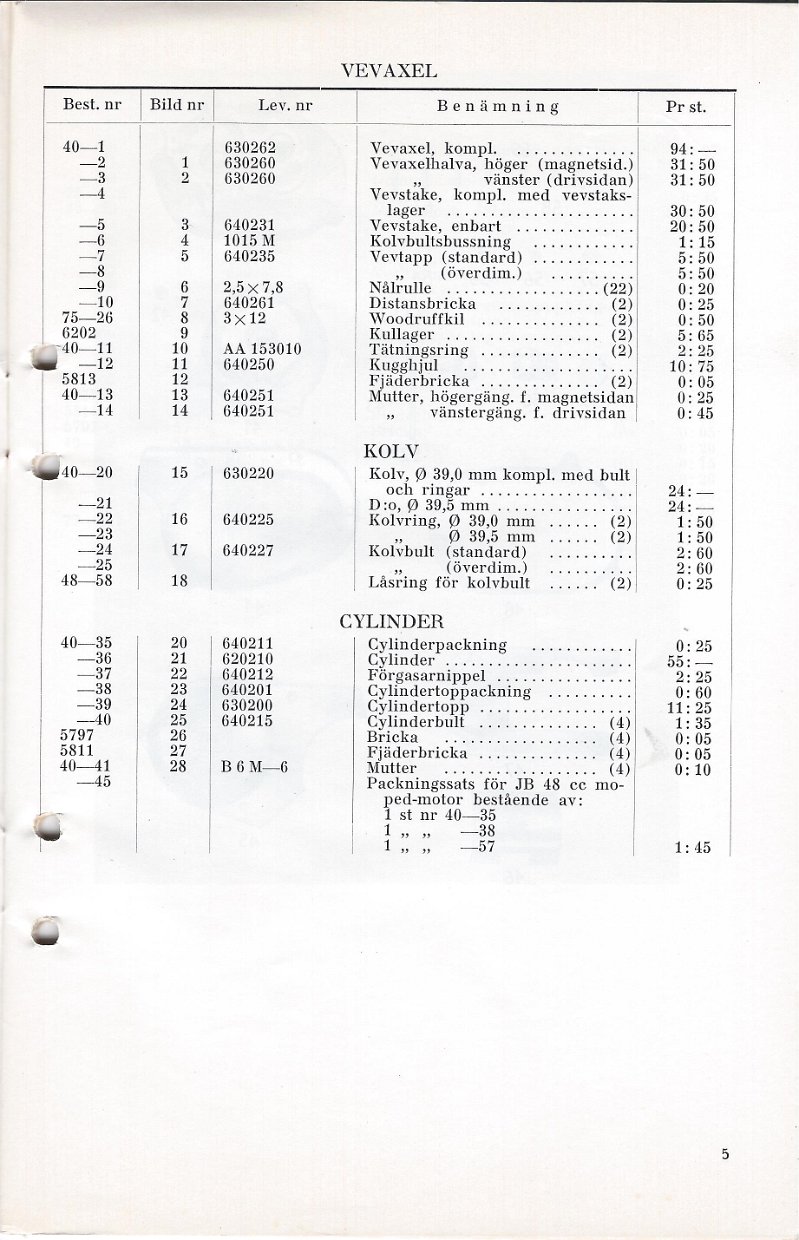 VEVAXEL
Best. nr Bild nr Lev. nr Benämning Pr st.
40—1 630262 Vevaxel, kompl. .............. 94: —
—2 1 630260 Vevaxelhalva, höger (magnetsid.) 31: 50
—3 2 630260 „ vänster (drivsidan) 31: 50
—4 Vevstake, kompl. med vevstaks-
lager ...................... 30: 50
—5 3 640231 Vevstake, enbart .............. 20: 50
—6 4 1015 M Kolvbultsbussning ............ 1: 15
—7 5 640235 Vevtapp (standard) ............ 5: 50
—8 „ (överdim.) .......... 5: 50
—9 6 2,5×7,8 Nålrulle .................. (22) 0: 20
—10 7 640261 Distansbricka ............ (2) 0: 25
75—26 8 3×12 Woodruffkil .............. (2) 0: 50
6202 9 Kullager .................. (2) 5: 65
40—11 10 AA 153010 Tätningsring .............. (2) 2: 25
—12 11 640250 Kugghjul .................... 10: 75
5813 12 Fjäderbricka .............. (2) 0: 05
40—13 13 640251 Mutter, högergäng. f. magnetsidan 0: 25
—14 14 640251 „ vänstergäng. f. drivsidan 0: 45
KOLV
40—20 15 630220 Kolv, Ø 39,0 mm kompl. med bult
och ringar .................. 24: —
—21 D:o, Ø 39,5 mm ................ 24: —
—22 16 640225 Kolvring, Ø 39,0 mm ...... (2) 1: 50
—23 „ Ø 39,5 mm ...... (2) 1: 50
—24 17 640227 Kolvbult (standard) .......... 2: 60
—25 „ (överdim.) .......... 2: 60
48—58 18 Låsring för kolvbult ...... (2) 0: 25
CYLINDER
40—35 20 640211 Cylinderpackning ............ 0: 25
—36 21 620210 Cylinder ...................... 55: —
—37 22 640212 Förgasarnippel ................ 2: 25
—38 23 640201 Cylindertoppackning .......... 0: 60
—39 24 630200 Cylindertopp .................. 11: 25
—40 25 640215 Cylinderbult .............. (4) 1: 35
5797 26 Bricka .................. (4) 0: 05
5811 27 Fjäderbricka .............. (4) 0: 05
40—41 28 B 6 M—6 Mutter .................. (4) 0: 10
—45 Packningssats för JB 48 cc mo-
ped-motor bestående av:
1 st nr 40—35
1 „ „ —38
1 „ „ —57 1: 45
5